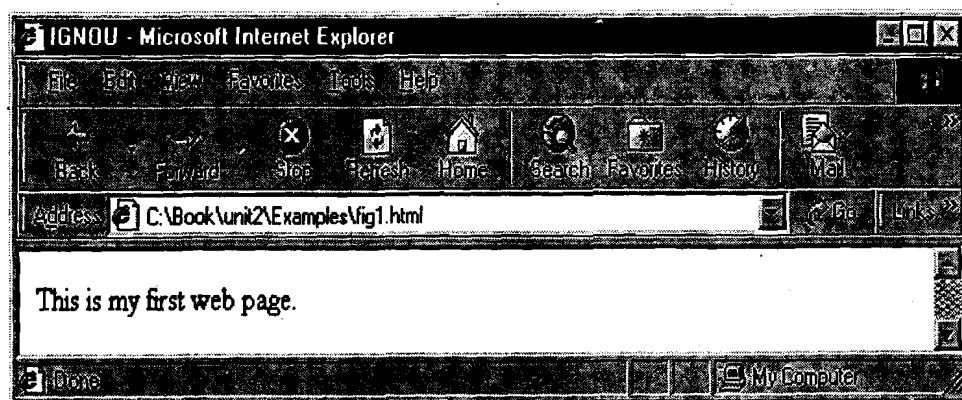 IGNOU - Microsoft Internet Explorer
File Edit View Favorites Tools Help
Back Forward Stop Refresh Home Search Favorites History Mail
Address C:\Book\unit2\Examples\fig1.html Go Links
This is my first web page.
Done My Computer